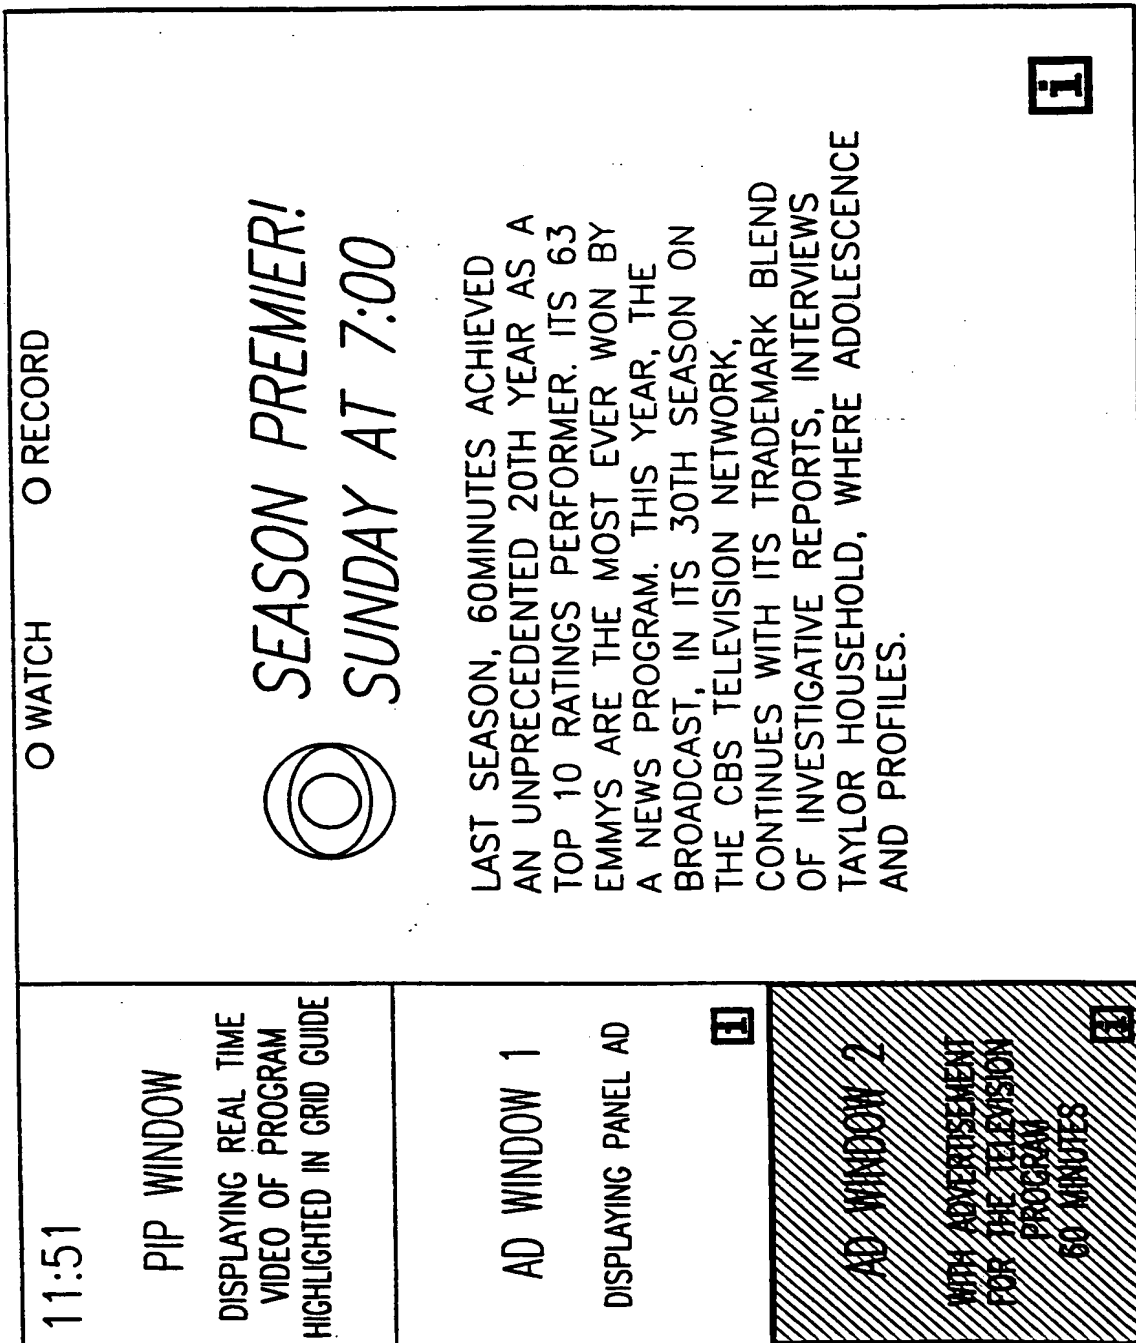 11:51
PIP WINDOW
DISPLAYING REAL TIME
VIDEO OF PROGRAM
HIGHLIGHTED IN GRID GUIDE
AD WINDOW 1
DISPLAYING PANEL AD
i
AD WINDOW 2
WITH ADVERTISEMENT
FOR THE TELEVISION
PROGRAM
60 MINUTES
i
WATCH
RECORD
SEASON PREMIER!
SUNDAY AT 7:00
LAST SEASON, 60MINUTES ACHIEVED
AN UNPRECEDENTED 20TH YEAR AS A
TOP 10 RATINGS PERFORMER. ITS 63
EMMYS ARE THE MOST EVER WON BY
A NEWS PROGRAM. THIS YEAR, THE
BROADCAST, IN ITS 30TH SEASON ON
THE CBS TELEVISION NETWORK,
CONTINUES WITH ITS TRADEMARK BLEND
OF INVESTIGATIVE REPORTS, INTERVIEWS
TAYLOR HOUSEHOLD, WHERE ADOLESCENCE
AND PROFILES.
i